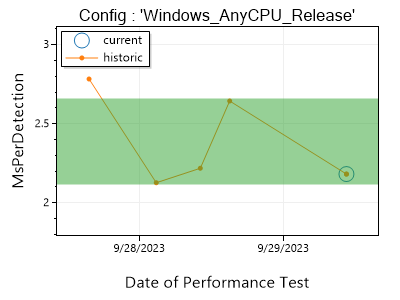 Config : 'Windows_AnyCPU_Release'
current
historic
3
2.5
2
MsPerDetection
9/28/2023
9/29/2023
Date of Performance Test